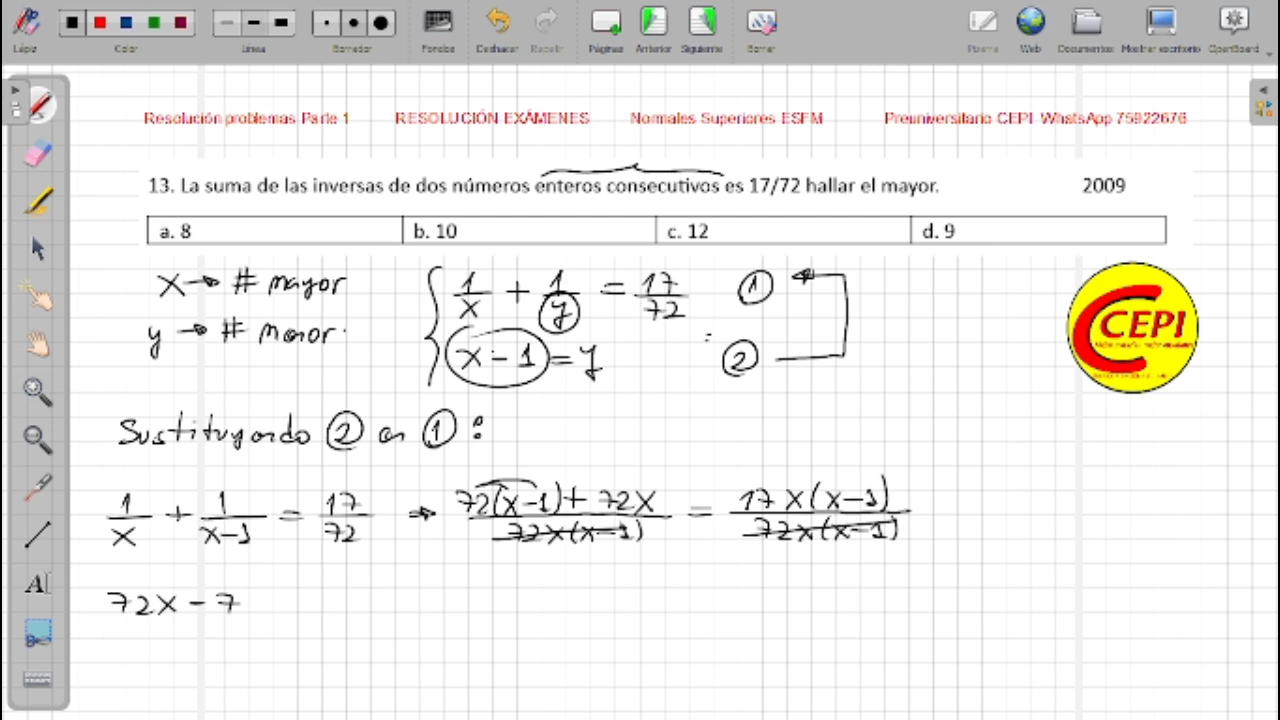 Lápiz Color Línea Borrador Fondos Deshacer Repetir Páginas Anterior Siguiente Borrar Pizarra Web Documentos Mostrar escritorio OpenBoard
Resolución problemas Parte 1 RESOLUCIÓN EXÁMENES Normales Superiores ESFM Preuniversitario CEPI WhatsApp 75922676
13. La suma de las inversas de dos números enteros consecutivos es 17/72 hallar el mayor. 2009
a. 8 b. 10 c. 12 d. 9
x → # mayor
y → # menor.
1/x + 1/y = 17/72 ①
x - 1 = y : ②
CEPI
Sustituyendo ② en ① :
1/x + 1/(x-1) = 17/72 → (72(x-1) + 72x)/(72x(x-1)) = (17x(x-1))/(72x(x-1))
72x - 7